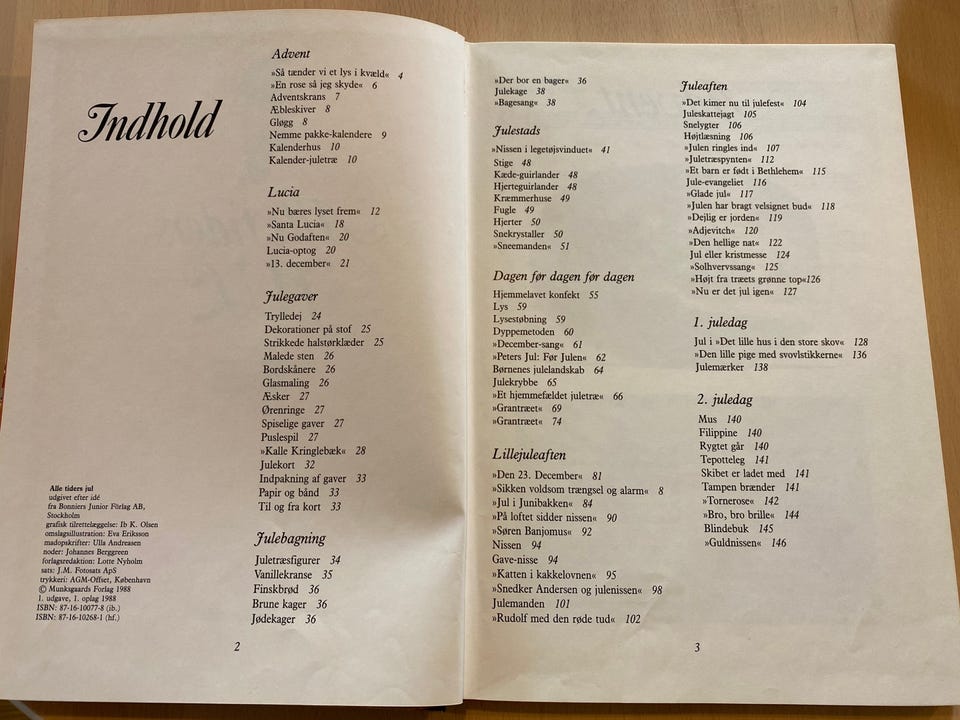 Indhold
Advent
»Så tænder vi et lys i kvæld« 4
»En rose så jeg skyde« 6
Adventskrans 7
Æbleskiver 8
Gløgg 8
Nemme pakke-kalendere 9
Kalenderhus 10
Kalender-juletræ 10
Lucia
»Nu bæres lyset frem« 12
»Santa Lucia« 18
»Nu Godaften« 20
Lucia-optog 20
»13. december« 21
Julegaver
Trylledej 24
Dekorationer på stof 25
Strikkede halstørklæder 25
Malede sten 26
Bordskånere 26
Glasmaling 26
Æsker 27
Ørenringe 27
Spiselige gaver 27
Puslespil 27
»Kalle Kringlebæk« 28
Julekort 32
Indpakning af gaver 33
Papir og bånd 33
Til og fra kort 33
Julebagning
Juletræsfigurer 34
Vanillekranse 35
Finskbrød 36
Brune kager 36
Jødekager 36
Alle tiders jul
udgivet efter idé
fra Bonniers Junior Förlag AB,
Stockholm
grafisk tilrettelæggelse: Ib K. Olsen
omslagsillustration: Eva Eriksson
madopskrifter: Ulla Andreasen
noder: Johannes Berggreen
forlagsredaktion: Lotte Nyholm
sats: J.M. Fotosats ApS
trykkeri: AGM-Offset, København
© Munksgaards Forlag 1988
1. udgave, 1. oplag 1988
ISBN: 87-16-10077-8 (ib.)
ISBN: 87-16-10268-1 (hf.)
2
»Der bor en bager« 36
Julekage 38
»Bagesang« 38
Julestads
»Nissen i legetøjsvinduet« 41
Stige 48
Kæde-guirlander 48
Hjerteguirlander 48
Kræmmerhuse 49
Fugle 49
Hjerter 50
Snekrystaller 50
»Sneemanden« 51
Dagen før dagen før dagen
Hjemmelavet konfekt 55
Lys 59
Lysestøbning 59
Dyppemetoden 60
»December-sang« 61
»Peters Jul: Før Julen« 62
Børnenes julelandskab 64
Julekrybbe 65
»Et hjemmefældet juletræ« 66
»Grantræet« 69
»Grantræet« 74
Lillejuleaften
»Den 23. December« 81
»Sikken voldsom trængsel og alarm« 8
»Jul i Junibakken« 84
»På loftet sidder nissen« 90
»Søren Banjomus« 92
Nissen 94
Gave-nisse 94
»Katten i kakkelovnen« 95
»Snedker Andersen og julenissen« 98
Julemanden 101
»Rudolf med den røde tud« 102
Juleaften
»Det kimer nu til julefest« 104
Juleskattejagt 105
Snelygter 106
Højtlæsning 106
»Julen ringles ind« 107
»Juletræspynten« 112
»Et barn er født i Bethlehem« 115
Jule-evangeliet 116
»Glade jul« 117
»Julen har bragt velsignet bud« 118
»Dejlig er jorden« 119
»Adjevitch« 120
»Den hellige nat« 122
Jul eller kristmesse 124
»Solhvervssang« 125
»Højt fra træets grønne top«126
»Nu er det jul igen« 127
1. juledag
Jul i »Det lille hus i den store skov« 128
»Den lille pige med svovlstikkerne« 136
Julemærker 138
2. juledag
Mus 140
Filippine 140
Rygtet går 140
Tepotteleg 141
Skibet er ladet med 141
Tampen brænder 141
»Tornerose« 142
»Bro, bro brille« 144
Blindebuk 145
»Guldnissen« 146
3